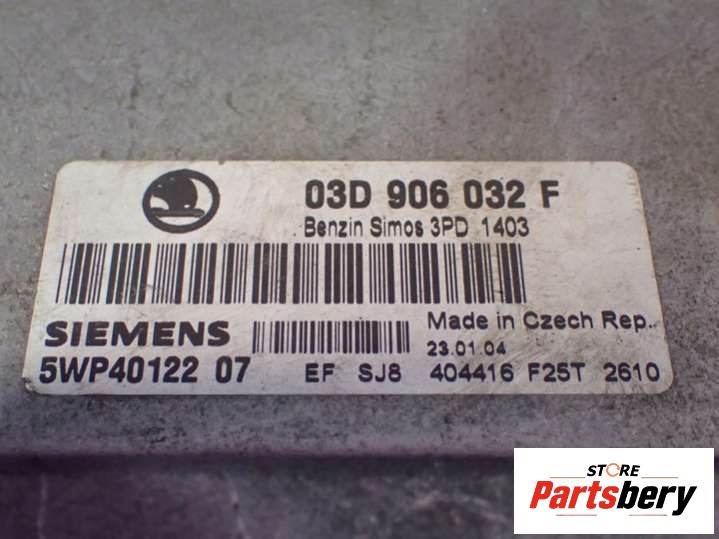 03D 906 032 F
Benzin Simos 3PD 1403
SIEMENS
Made in Czech Rep..
23.01.04
5WP40122 07 EF SJ8 404416 F25T 2610
STORE
Partsbery